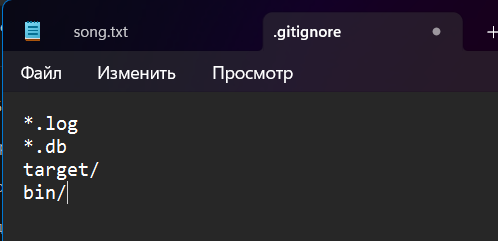 song.txt .gitignore
Файл Изменить Просмотр
*.log
*.db
target/
bin/